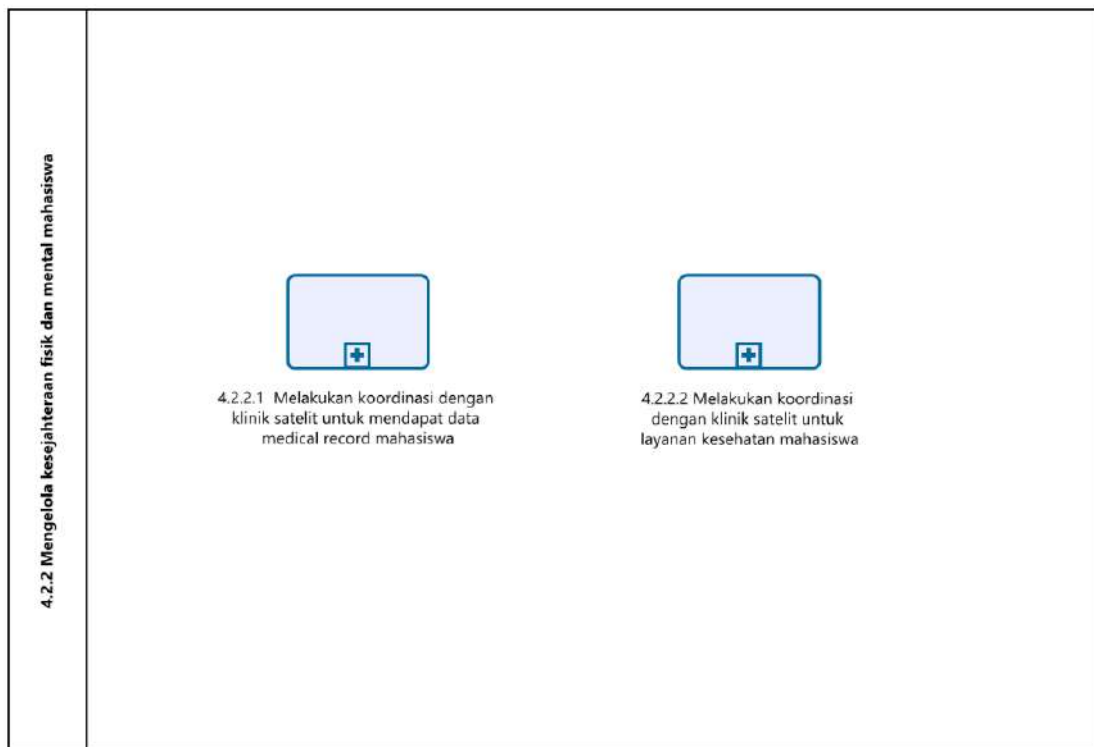 4.2.2 Mengelola kesejahteraan fisik dan mental mahasiswa
4.2.2.1 Melakukan koordinasi dengan
klinik satelit untuk mendapat data
medical record mahasiswa
4.2.2.2 Melakukan koordinasi
dengan klinik satelit untuk
layanan kesehatan mahasiswa